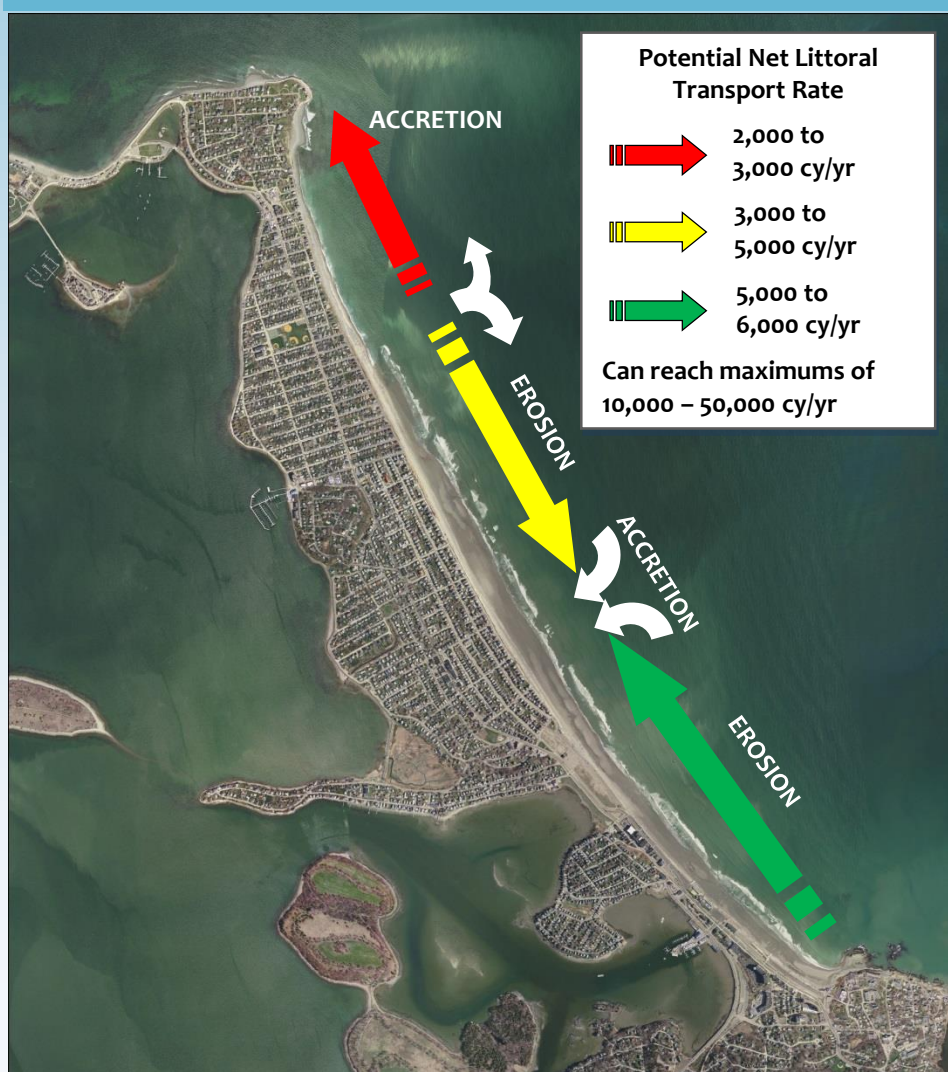 Potential Net Littoral
Transport Rate
2,000 to
3,000 cy/yr
3,000 to
5,000 cy/yr
5,000 to
6,000 cy/yr
Can reach maximums of
10,000 – 50,000 cy/yr
ACCRETION
EROSION
ACCRETION
EROSION